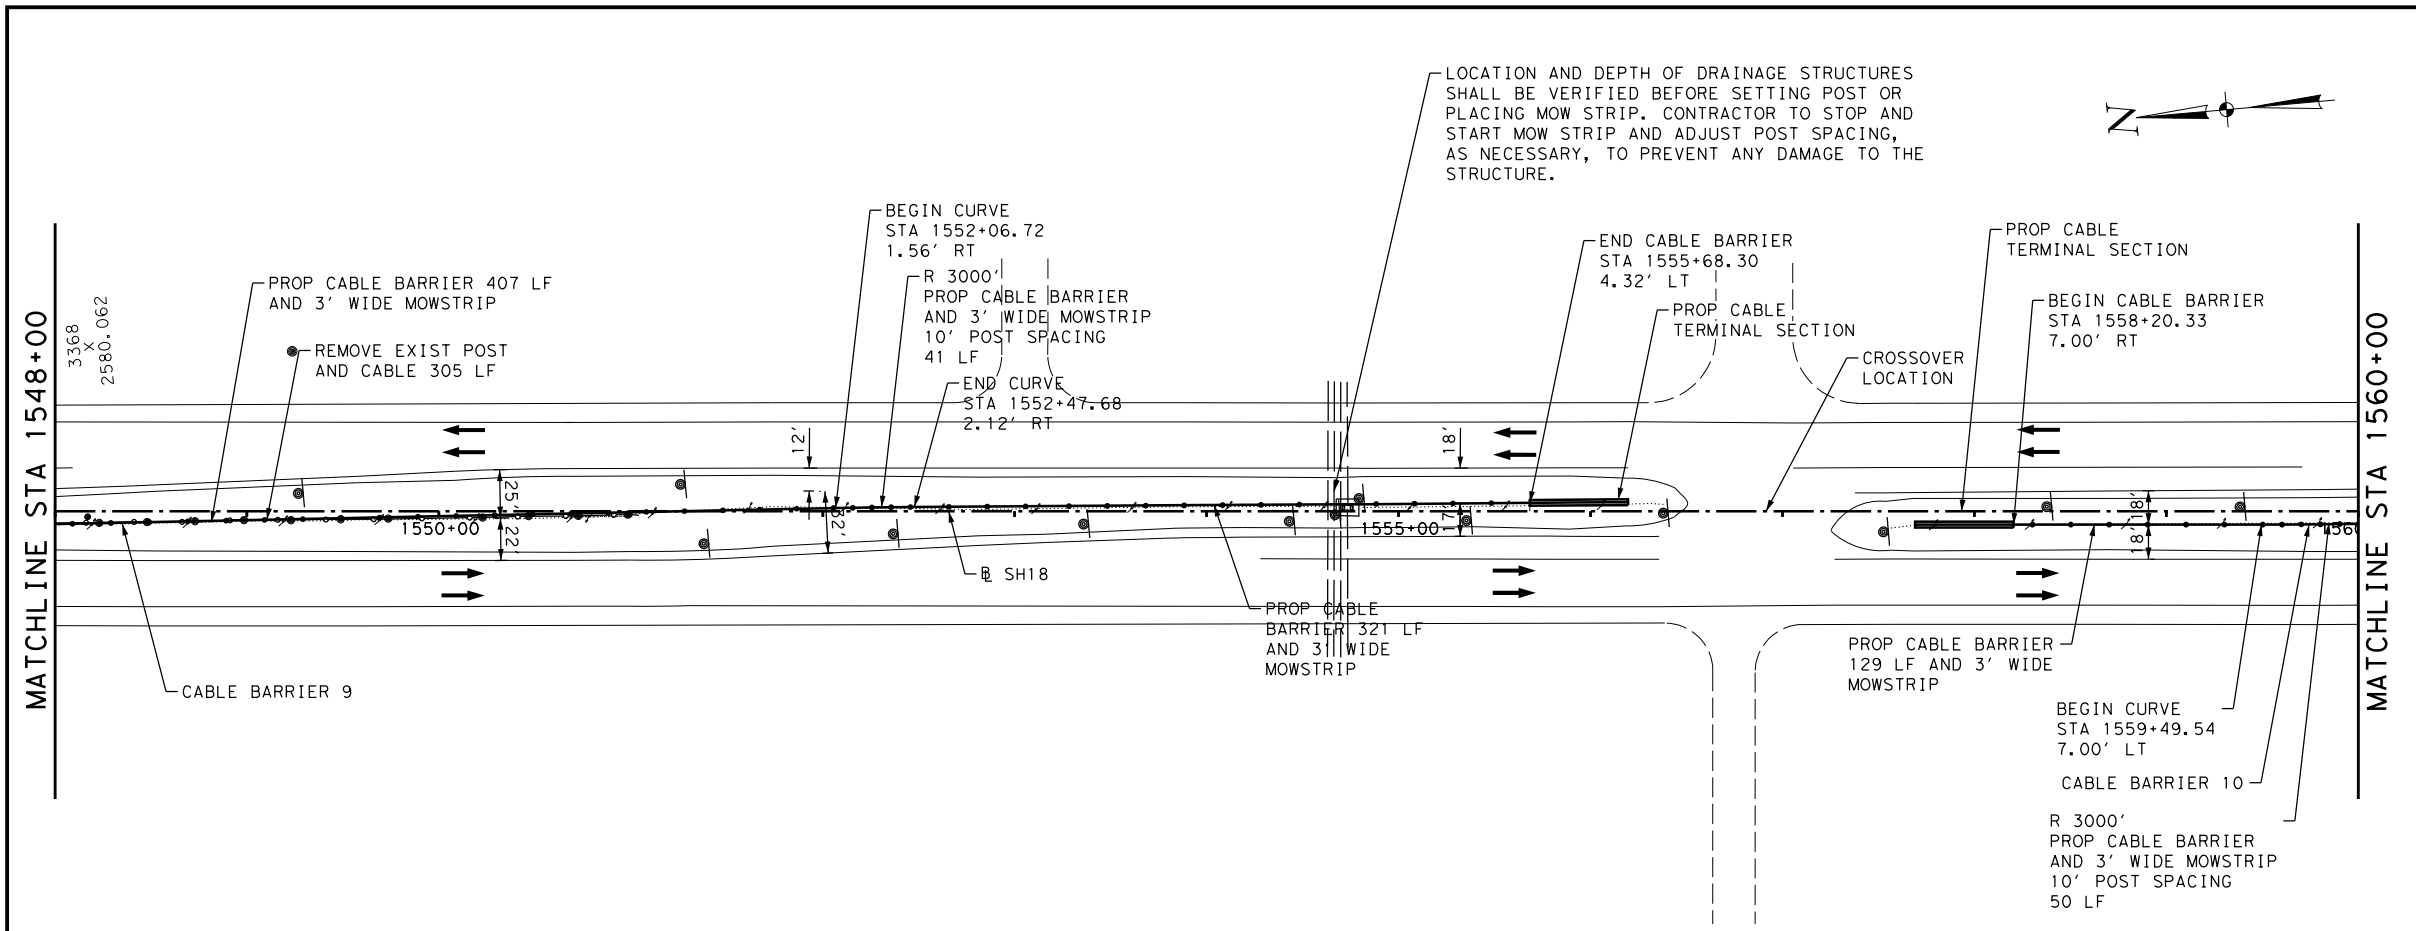 LOCATION AND DEPTH OF DRAINAGE STRUCTURES
SHALL BE VERIFIED BEFORE SETTING POST OR
PLACING MOW STRIP. CONTRACTOR TO STOP AND
START MOW STRIP AND ADJUST POST SPACING,
AS NECESSARY, TO PREVENT ANY DAMAGE TO THE
STRUCTURE.
N
BEGIN CURVE
STA 1552+06.72
1.56' RT
R 3000'
PROP CABLE BARRIER
AND 3' WIDE MOWSTRIP
10' POST SPACING
41 LF
END CURVE
STA 1552+47.68
2.12' RT
PROP CABLE BARRIER 407 LF
AND 3' WIDE MOWSTRIP
REMOVE EXIST POST
AND CABLE 305 LF
3368
X
2580.062
MATCHLINE STA 1548+00
END CABLE BARRIER
STA 1555+68.30
4.32' LT
PROP CABLE
TERMINAL SECTION
CROSSOVER
LOCATION
PROP CABLE
TERMINAL SECTION
BEGIN CABLE BARRIER
STA 1558+20.33
7.00' RT
MATCHLINE STA 1560+00
12'
18'
25'
22'
32'
17'
18'
18'
1550+00
1555+00
1560
BL SH18
CABLE BARRIER 9
PROP CABLE
BARRIER 321 LF
AND 3' WIDE
MOWSTRIP
PROP CABLE BARRIER
129 LF AND 3' WIDE
MOWSTRIP
BEGIN CURVE
STA 1559+49.54
7.00' LT
CABLE BARRIER 10
R 3000'
PROP CABLE BARRIER
AND 3' WIDE MOWSTRIP
10' POST SPACING
50 LF